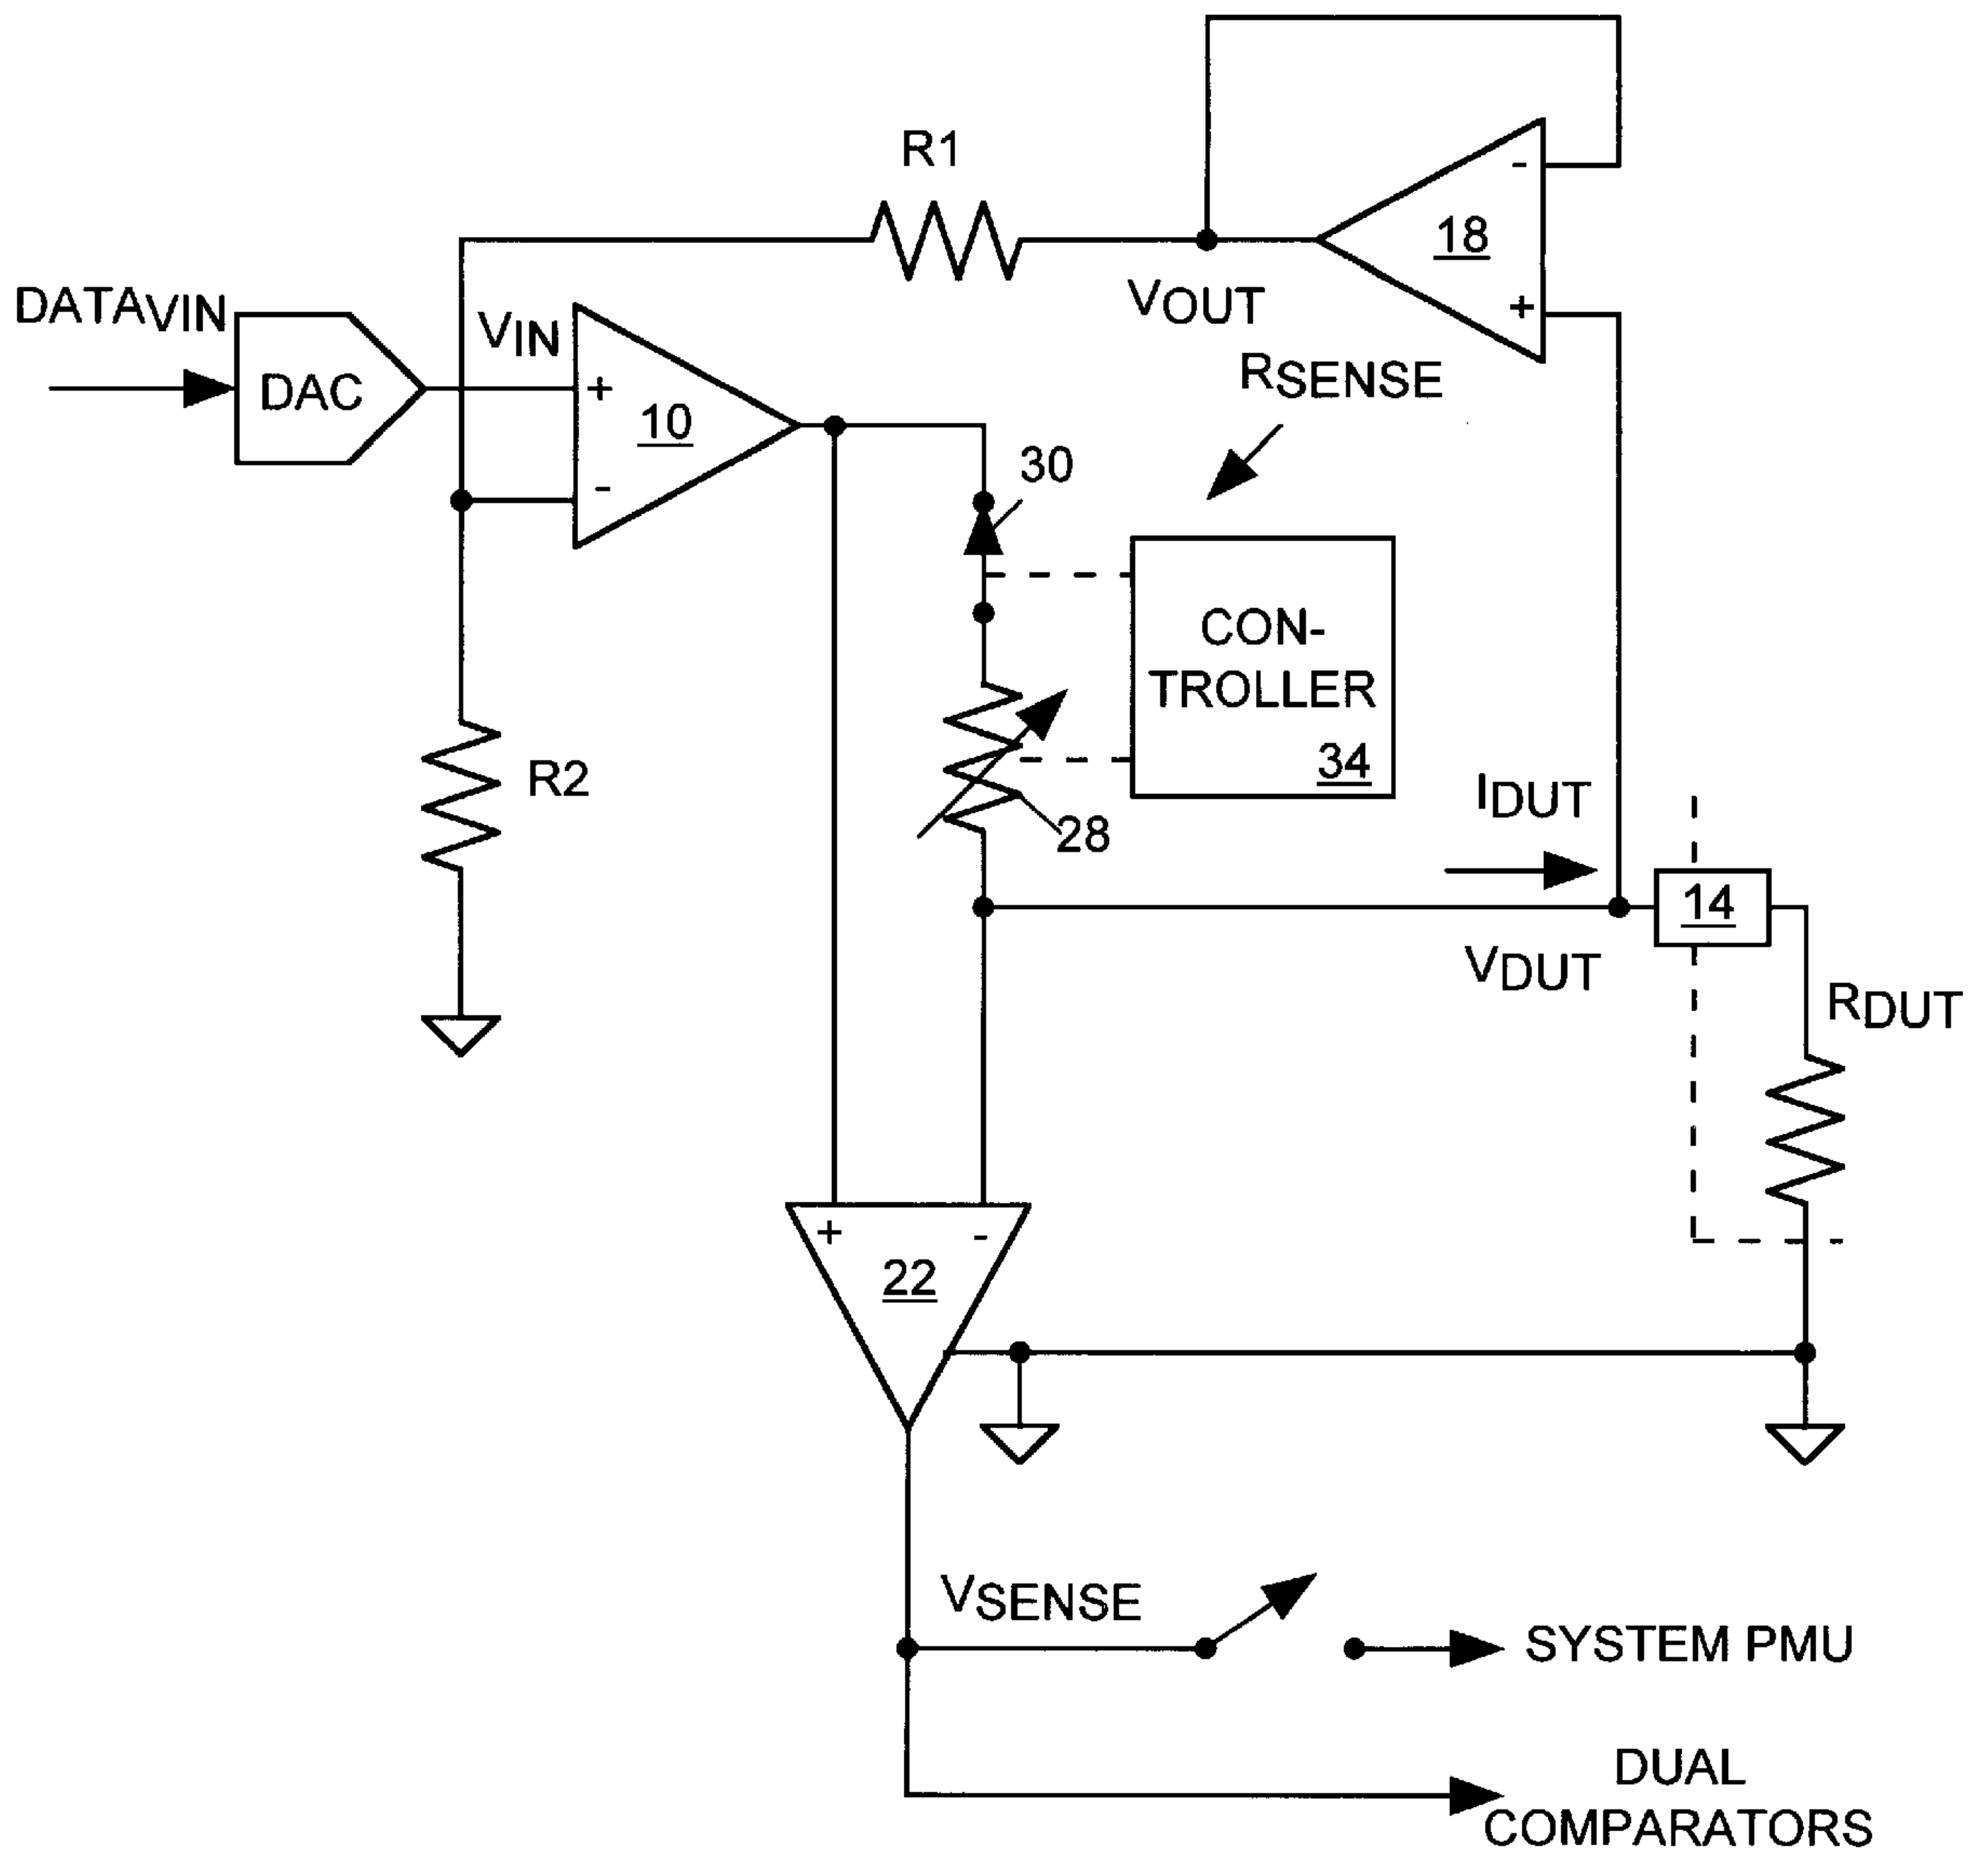 R1
-
18
+
VOUT
DATAVIN
VIN
DAC
+
10
-
RSENSE
30
CON-
TROLLER
34
R2
28
IDUT
14
VDUT
RDUT
+
-
22
VSENSE
SYSTEM PMU
DUAL
COMPARATORS